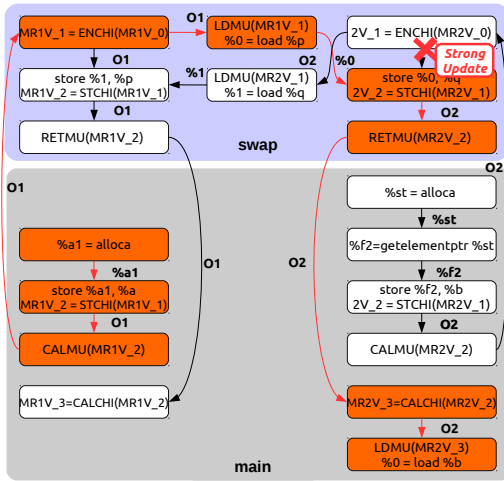 O1
MR1V_1 = ENCHI(MR1V_0)
LDMU(MR1V_1)
%0 = load %p
2V_1 = ENCHI(MR2V_0)
O1
O2
%0
Strong
Update
store %1, %p
MR1V_2 = STCHI(MR1V_1)
%1
LDMU(MR2V_1)
%1 = load %q
store %0, %q
2V_2 = STCHI(MR2V_1)
O1
O2
RETMU(MR1V_2)
RETMU(MR2V_2)
swap
O2
O1
%st = alloca
%st
%a1 = alloca
%f2=getelementptr %st
O1
O2
%a1
%f2
store %a1, %a
MR1V_2 = STCHI(MR1V_1)
store %f2, %b
2V_2 = STCHI(MR2V_1)
O1
O2
CALMU(MR1V_2)
CALMU(MR2V_2)
MR1V_3=CALCHI(MR1V_2)
MR2V_3=CALCHI(MR2V_2)
O2
LDMU(MR2V_3)
%0 = load %b
main